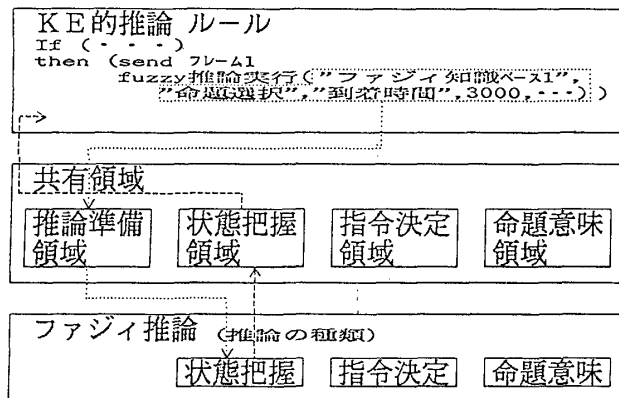 ＫＥ的推論 ルール
If (・ ・ ・)
then (send フレーム1
fuzzy推論実行("ファジィ知識ベース1",
"命題選択","到着時間",3000,・・・))
共有領域
推論準備 状態把握 指令決定 命題意味
領域 領域 領域 領域
ファジィ推論 (推論の種類)
状態把握 指令決定 命題意味